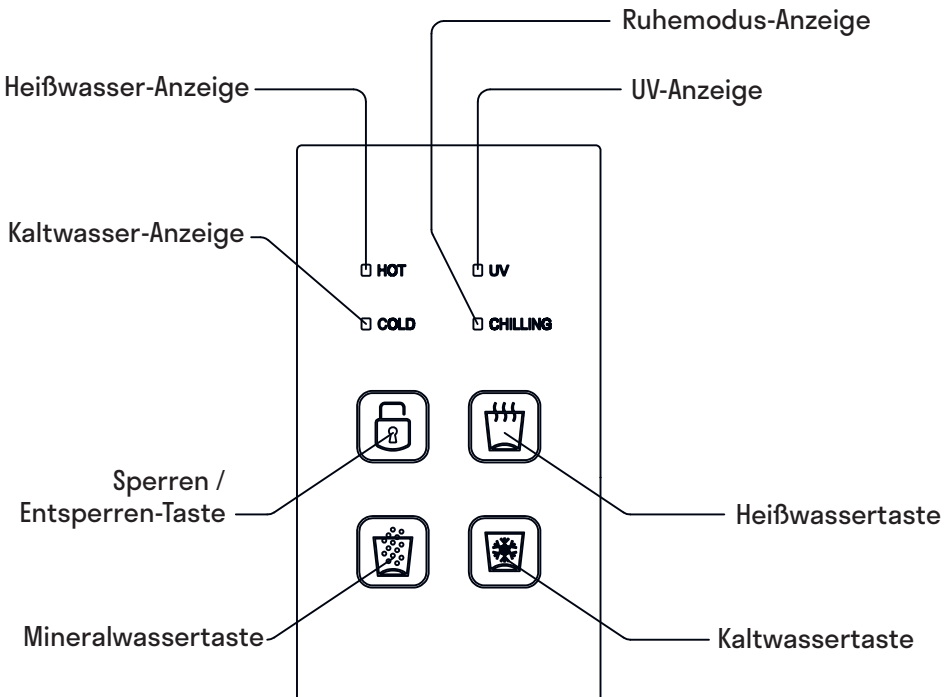 Ruhemodus-Anzeige
Heißwasser-Anzeige
UV-Anzeige
Kaltwasser-Anzeige
HOT
UV
COLD
CHILLING
Sperren /
Entsperren-Taste
Heißwassertaste
Mineralwassertaste
Kaltwassertaste